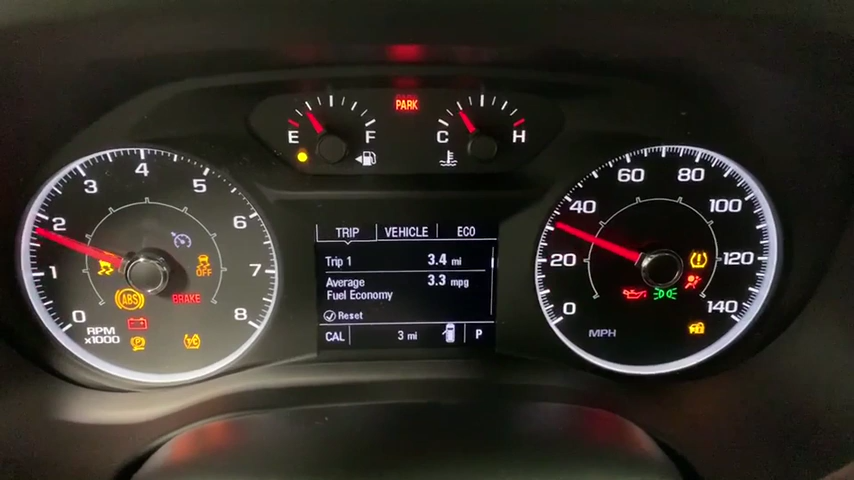 PARK
E F
C H
0 1 2 3 4 5 6 7 8
RPM
x1000
OFF
ABS
BRAKE
TRIP VEHICLE ECO
Trip 1 3.4 mi
Average 3.3 mpg
Fuel Economy
Reset
CAL 3 mi P
0 20 40 60 80 100 120 140
MPH